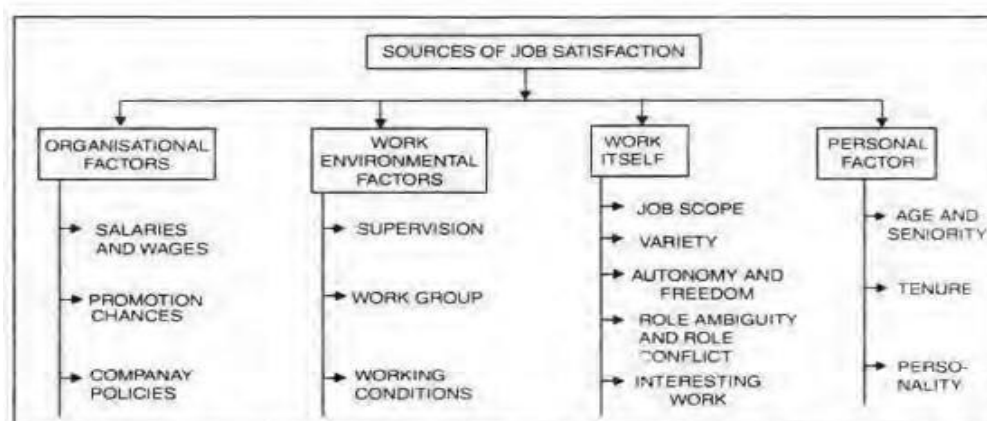 SOURCES OF JOB SATISFACTION
ORGANISATIONAL
FACTORS
SALARIES
AND WAGES
PROMOTION
CHANCES
COMPANAY
POLICIES
WORK
ENVIRONMENTAL
FACTORS
SUPERVISION
WORK GROUP
WORKING
CONDITIONS
WORK
ITSELF
JOB SCOPE
VARIETY
AUTONOMY AND
FREEDOM
ROLE AMBIGUITY
AND ROLE
CONFLICT
INTERESTING
WORK
PERSONAL
FACTOR
AGE AND
SENIORITY
TENURE
PERSO-
NALITY